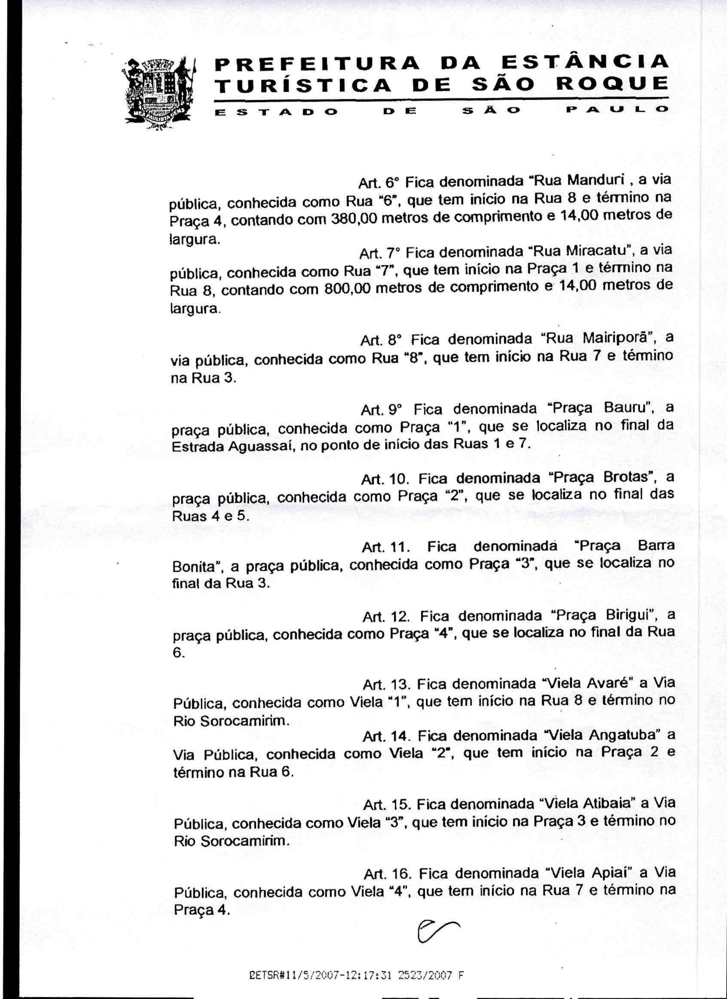 PREFEITURA DA ESTÂNCIA
TURÍSTICA DE SÃO ROQUE
ESTADO DE SÃO PAULO
Art. 6° Fica denominada “Rua Manduri , a via
pública, conhecida como Rua “6”, que tem início na Rua 8 e término na
Praça 4, contando com 380,00 metros de comprimento e 14,00 metros de
largura.
Art. 7° Fica denominada “Rua Miracatu”, a via
pública, conhecida como Rua “7”, que tem início na Praça 1 e término na
Rua 8, contando com 800,00 metros de comprimento e 14,00 metros de
largura.
Art. 8° Fica denominada “Rua Mairiporã”, a
via pública, conhecida como Rua “8”, que tem início na Rua 7 e término
na Rua 3.
Art. 9° Fica denominada “Praça Bauru”, a
praça pública, conhecida como Praça “1”, que se localiza no final da
Estrada Aguassaí, no ponto de início das Ruas 1 e 7.
Art. 10. Fica denominada “Praça Brotas”, a
praça pública, conhecida como Praça “2”, que se localiza no final das
Ruas 4 e 5.
Art. 11. Fica denominada “Praça Barra
Bonita”, a praça pública, conhecida como Praça “3”, que se localiza no
final da Rua 3.
Art. 12. Fica denominada “Praça Birigui”, a
praça pública, conhecida como Praça “4”, que se localiza no final da Rua
6.
Art. 13. Fica denominada “Viela Avaré” a Via
Pública, conhecida como Viela “1”, que tem início na Rua 8 e término no
Rio Sorocamirim.
Art. 14. Fica denominada “Viela Angatuba” a
Via Pública, conhecida como Viela “2”, que tem início na Praça 2 e
término na Rua 6.
Art. 15. Fica denominada “Viela Atibaia” a Via
Pública, conhecida como Viela “3”, que tem início na Praça 3 e término no
Rio Sorocamirim.
Art. 16. Fica denominada “Viela Apiaí” a Via
Pública, conhecida como Viela “4”, que tem início na Rua 7 e término na
Praça 4.
CETSR#11/5/2007-12:17:31 2523/2007 F